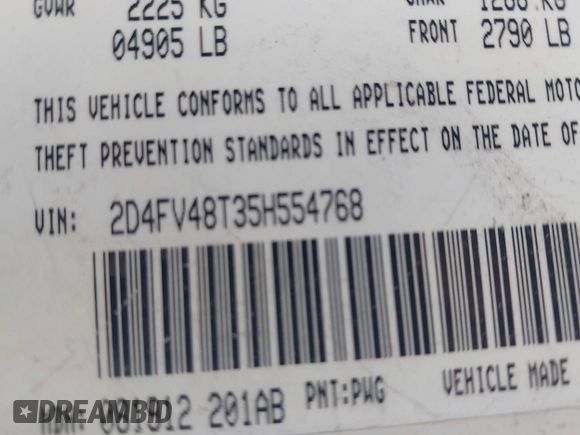 GVWR 2225 KG
04905 LB
FRONT 2790 LB
THIS VEHICLE CONFORMS TO ALL APPLICABLE FEDERAL MOTO
THEFT PREVENTION STANDARDS IN EFFECT ON THE DATE OF
VIN: 2D4FV48T35H554768
201AB PNT:PWG VEHICLE MADE
DREAMBID